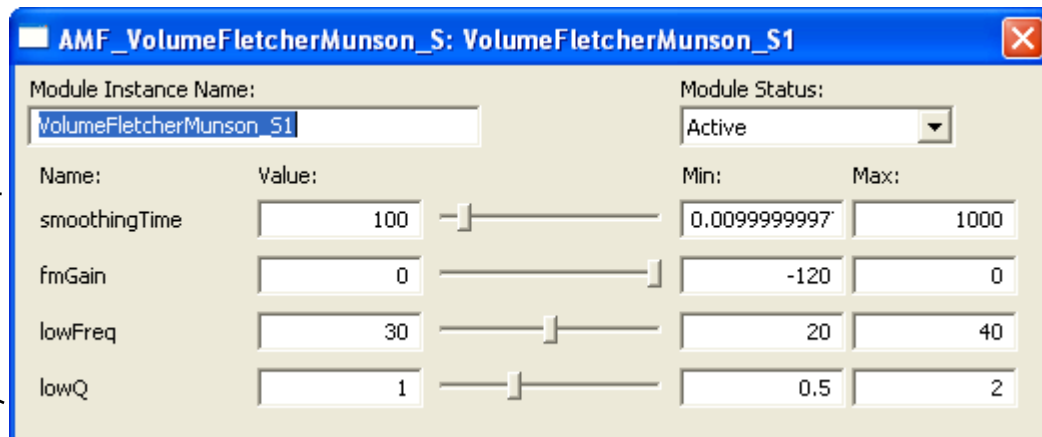 AMF_VolumeFletcherMunson_S: VolumeFletcherMunson_S1
Module Instance Name: Module Status:
VolumeFletcherMunson_S1 Active
Name: Value: Min: Max:
smoothingTime 100 0.0099999997 1000
fmGain 0 -120 0
lowFreq 30 20 40
lowQ 1 0.5 2